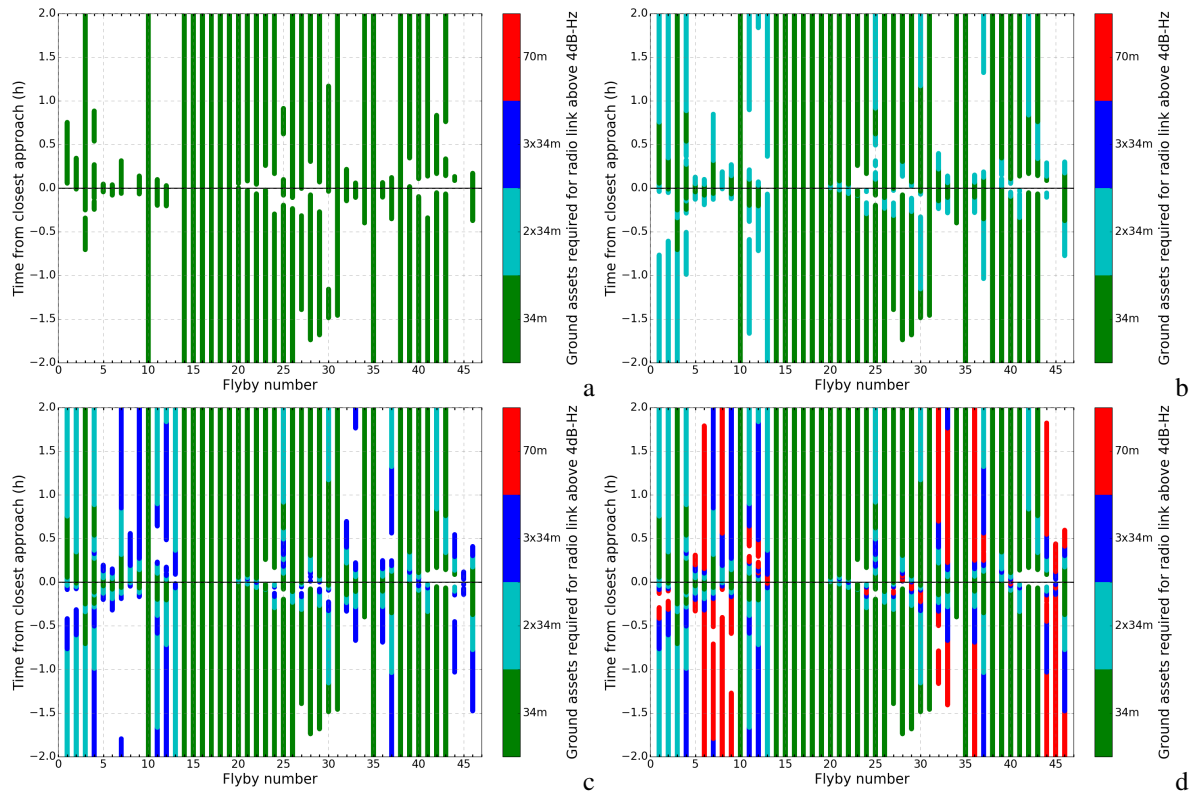 2.0
1.5
1.0
0.5
0.0
−0.5
−1.0
−1.5
−2.0
0 5 10 15 20 25 30 35 40 45
Time from closest approach (h)
Flyby number
70m
3x34m
2x34m
34m
Ground assets required for radio link above 4dB-Hz
a
2.0
1.5
1.0
0.5
0.0
−0.5
−1.0
−1.5
−2.0
0 5 10 15 20 25 30 35 40 45
Time from closest approach (h)
Flyby number
70m
3x34m
2x34m
34m
Ground assets required for radio link above 4dB-Hz
b
2.0
1.5
1.0
0.5
0.0
−0.5
−1.0
−1.5
−2.0
0 5 10 15 20 25 30 35 40 45
Time from closest approach (h)
Flyby number
70m
3x34m
2x34m
34m
Ground assets required for radio link above 4dB-Hz
c
2.0
1.5
1.0
0.5
0.0
−0.5
−1.0
−1.5
−2.0
0 5 10 15 20 25 30 35 40 45
Time from closest approach (h)
Flyby number
70m
3x34m
2x34m
34m
Ground assets required for radio link above 4dB-Hz
d